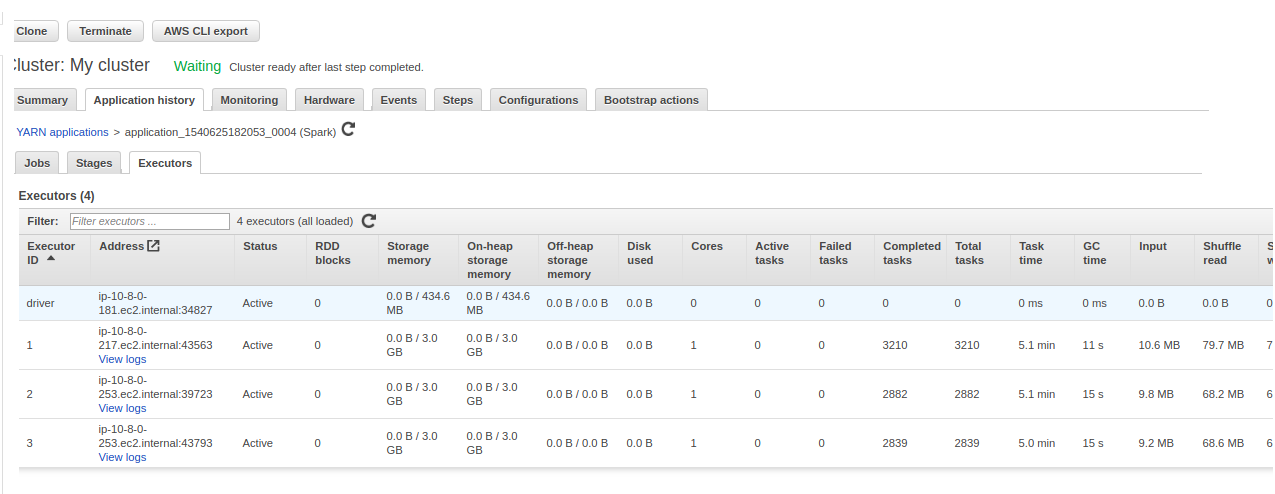 Clone Terminate AWS CLI export
Cluster: My cluster Waiting Cluster ready after last step completed.
Summary Application history Monitoring Hardware Events Steps Configurations Bootstrap actions
YARN applications > application_1540625182053_0004 (Spark)
Jobs Stages Executors
Executors (4)
Filter: Filter executors ... 4 executors (all loaded)
Executor Address Status RDD Storage On-heap Off-heap Disk Cores Active Failed Completed Total Task GC Input Shuffle S
ID blocks memory storage storage used tasks tasks tasks tasks time time read w
memory memory
driver ip-10-8-0- Active 0 0.0 B / 434.6 0.0 B / 434.6 0.0 B / 0.0 B 0.0 B 0 0 0 0 0 0 ms 0 ms 0.0 B 0.0 B 0
181.ec2.internal:34827 MB MB
1 ip-10-8-0- Active 0 0.0 B / 3.0 0.0 B / 3.0 0.0 B / 0.0 B 0.0 B 1 0 0 3210 3210 5.1 min 11 s 10.6 MB 79.7 MB 7
217.ec2.internal:43563 GB GB
View logs
2 ip-10-8-0- Active 0 0.0 B / 3.0 0.0 B / 3.0 0.0 B / 0.0 B 0.0 B 1 0 0 2882 2882 5.1 min 15 s 9.8 MB 68.2 MB 6
253.ec2.internal:39723 GB GB
View logs
3 ip-10-8-0- Active 0 0.0 B / 3.0 0.0 B / 3.0 0.0 B / 0.0 B 0.0 B 1 0 0 2839 2839 5.0 min 15 s 9.2 MB 68.6 MB 6
253.ec2.internal:43793 GB GB
View logs